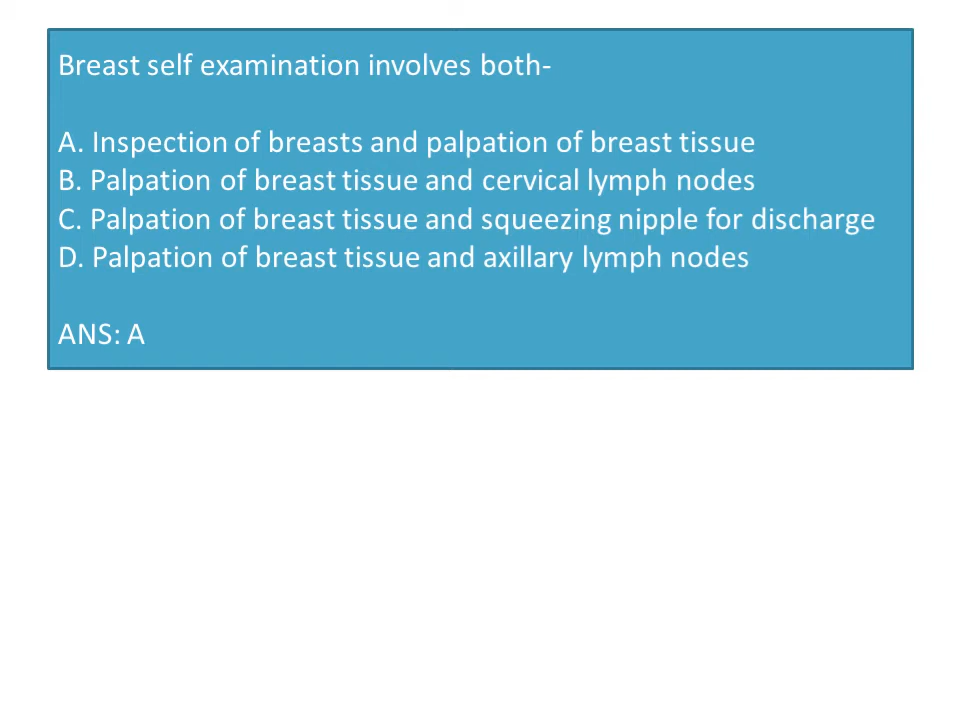 Breast self examination involves both-
A. Inspection of breasts and palpation of breast tissue
B. Palpation of breast tissue and cervical lymph nodes
C. Palpation of breast tissue and squeezing nipple for discharge
D. Palpation of breast tissue and axillary lymph nodes
ANS: A